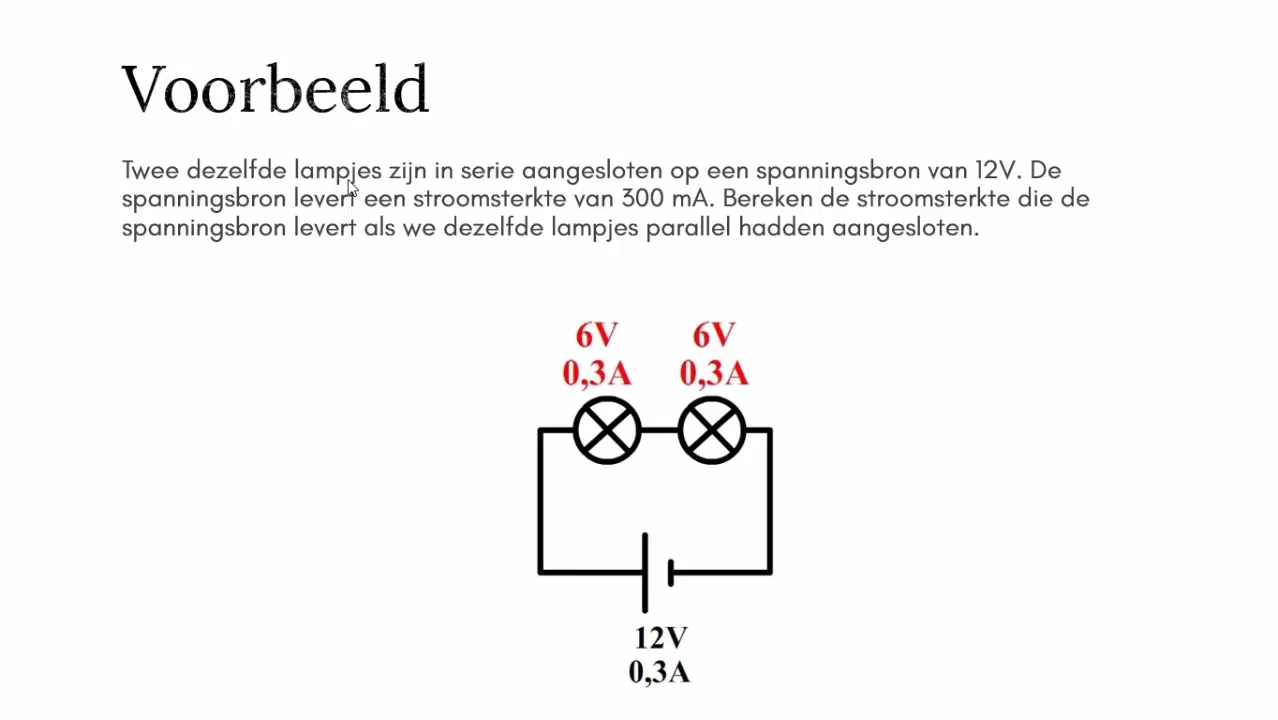 Voorbeeld
Twee dezelfde lampjes zijn in serie aangesloten op een spanningsbron van 12V. De
spanningsbron levert een stroomsterkte van 300 mA. Bereken de stroomsterkte die de
spanningsbron levert als we dezelfde lampjes parallel hadden aangesloten.
6V 6V
0,3A 0,3A
12V
0,3A